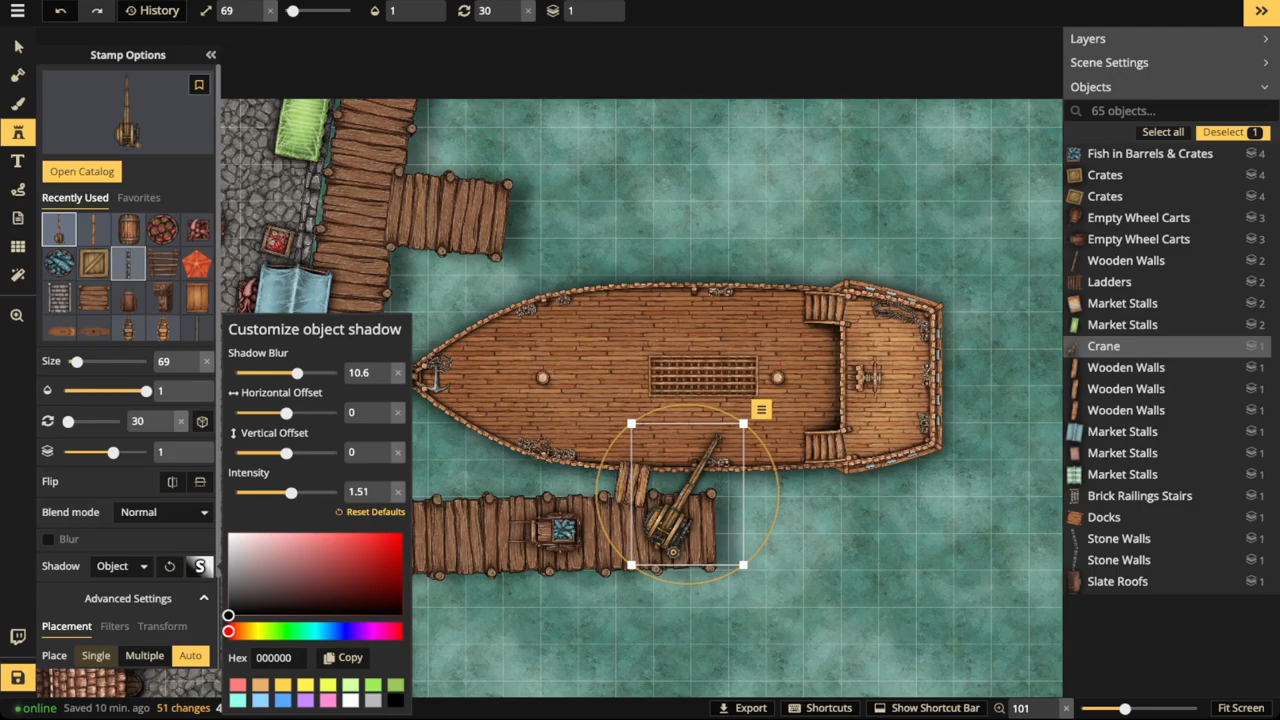 History 69 × 1 30 × 1
Stamp Options
Open Catalog
Recently Used Favorites
Size 69 ×
1
30 ×
1
Flip
Blend mode Normal
Blur
Shadow Object S
Advanced Settings
Placement Filters Transform
Place Single Multiple Auto
Customize object shadow
Shadow Blur
10.6 ×
Horizontal Offset
0 ×
Vertical Offset
0 ×
Intensity
1.51 ×
Reset Defaults
Hex 000000 Copy
Layers
Scene Settings
Objects
65 objects...
Select all Deselect 1
Fish in Barrels & Crates 4
Crates 4
Crates 4
Empty Wheel Carts 3
Empty Wheel Carts 3
Wooden Walls 2
Ladders 2
Market Stalls 2
Market Stalls 2
Crane 1
Wooden Walls 1
Wooden Walls 1
Wooden Walls 1
Market Stalls 1
Market Stalls 1
Market Stalls 1
Brick Railings Stairs 1
Docks 1
Stone Walls 1
Stone Walls 1
Slate Roofs 1
online Saved 10 min. ago 51 changes 4
Export Shortcuts Show Shortcut Bar 101 × Fit Screen